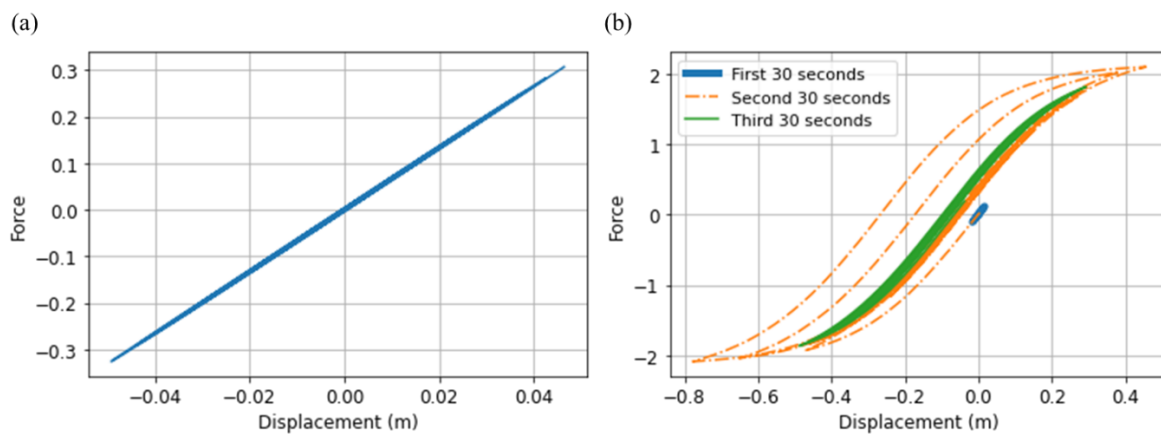 (a)
(b)
0.3
0.2
0.1
0.0
−0.1
−0.2
−0.3
Force
−0.04
−0.02
0.00
0.02
0.04
Displacement (m)
First 30 seconds
Second 30 seconds
Third 30 seconds
2
1
0
−1
−2
Force
−0.8
−0.6
−0.4
−0.2
0.0
0.2
0.4
Displacement (m)